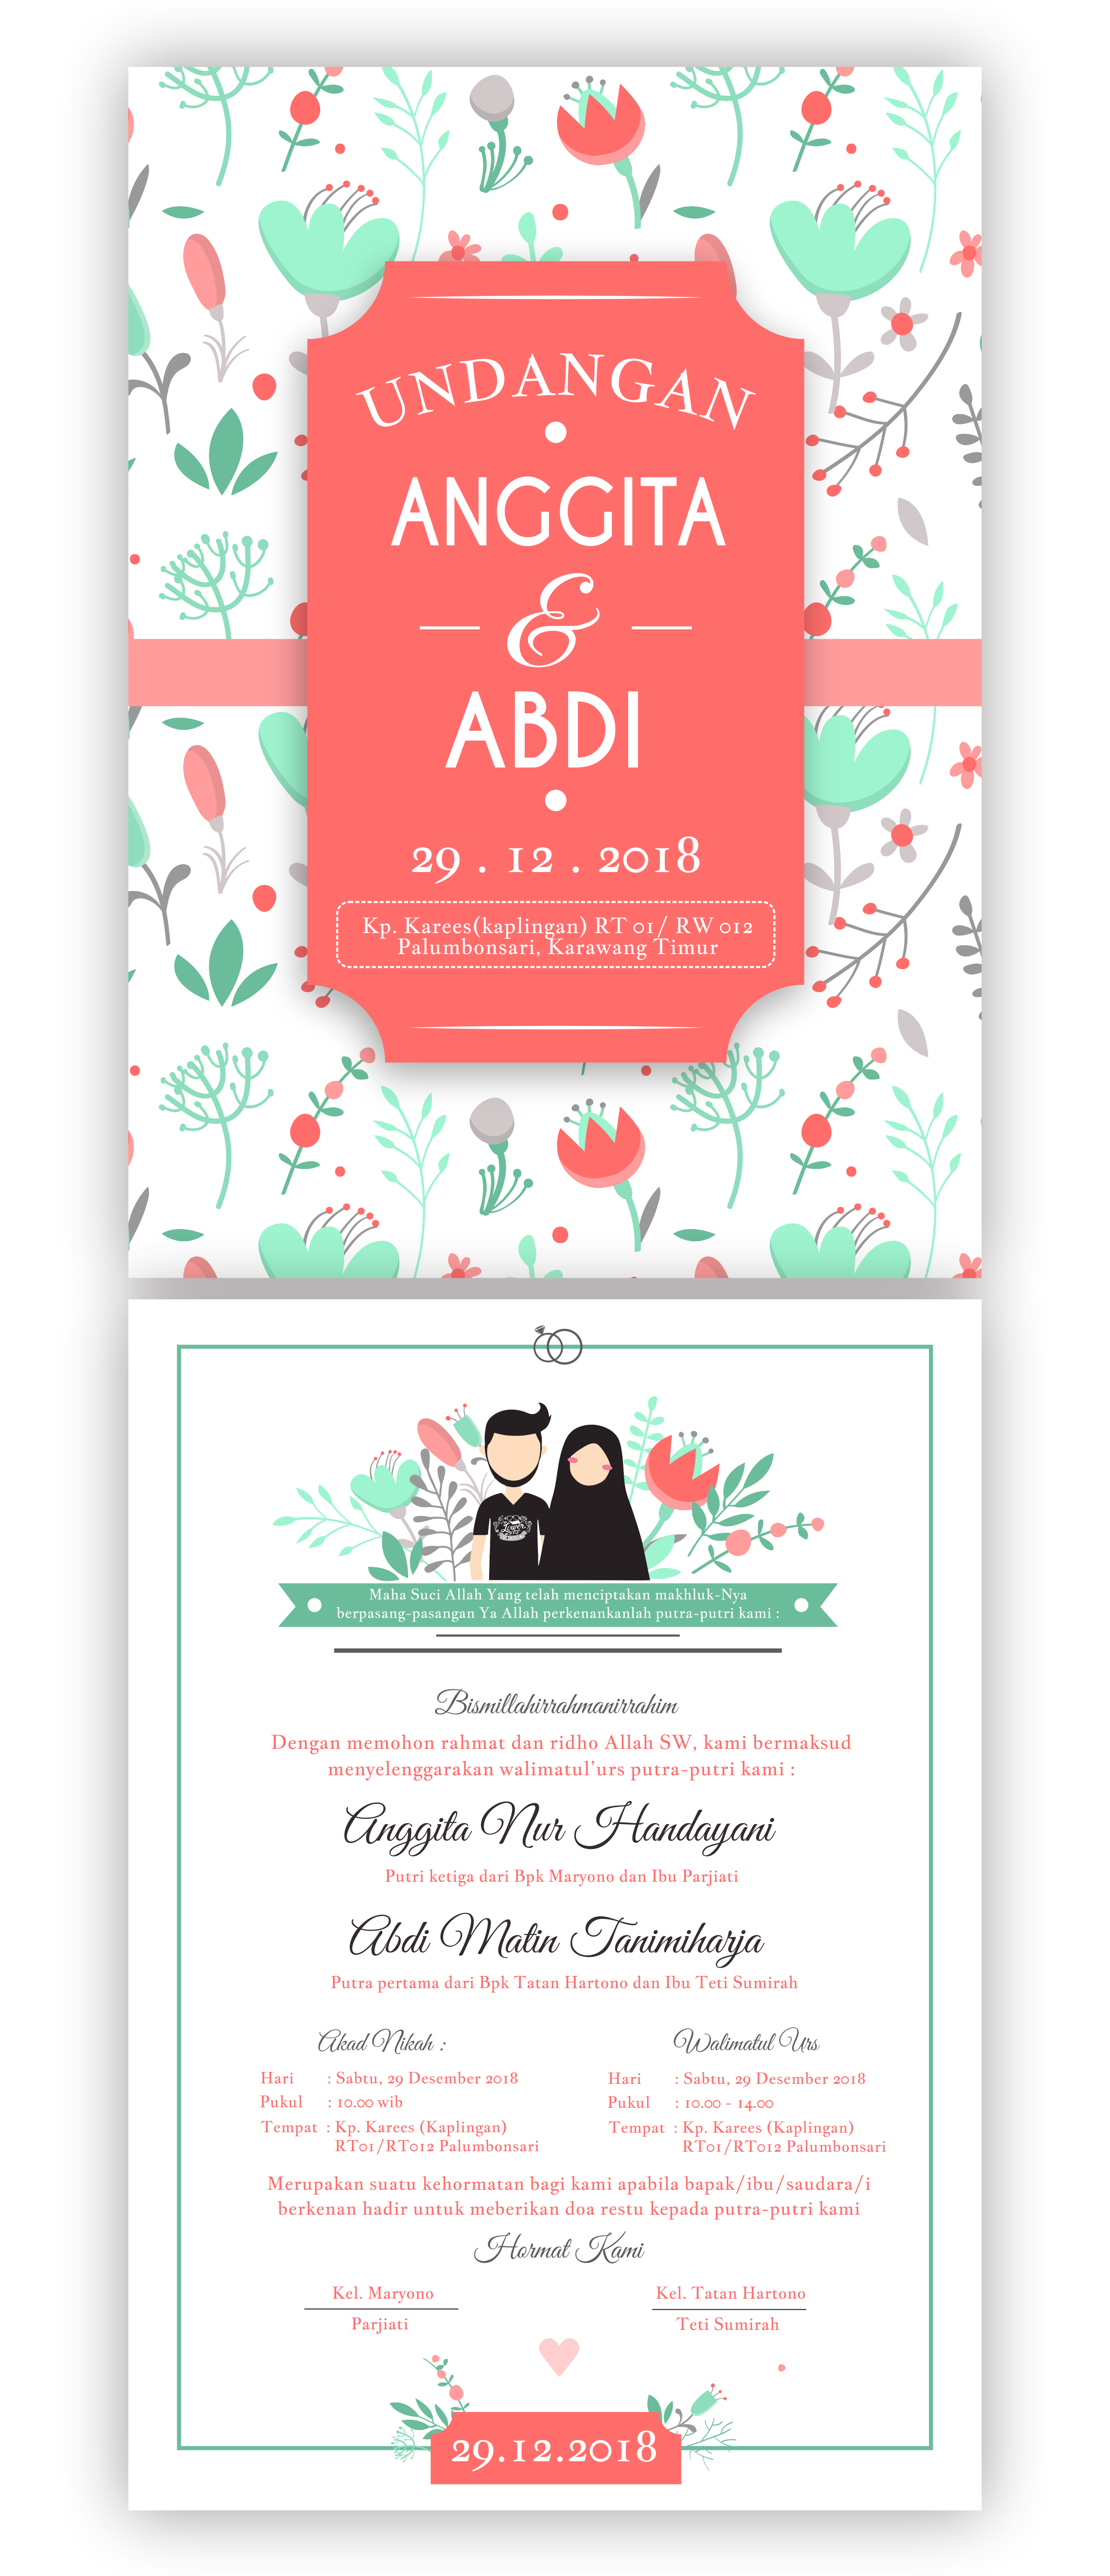 UNDANGAN
ANGGITA
&
ABDI
29 . 12 . 2018
Kp. Karees(kaplingan) RT 01/ RW 012
Palumbonsari, Karawang Timur
Maha Suci Allah Yang telah menciptakan makhluk-Nya
berpasang-pasangan Ya Allah perkenankanlah putra-putri kami :
Bismillahirrahmanirrahim
Dengan memohon rahmat dan ridho Allah SW, kami bermaksud
menyelenggarakan walimatul’urs putra-putri kami :
Anggita Nur Handayani
Putri ketiga dari Bpk Maryono dan Ibu Parjiati
Abdi Matin Tanimiharja
Putra pertama dari Bpk Tatan Hartono dan Ibu Teti Sumirah
Akad Nikah :
Hari : Sabtu, 29 Desember 2018
Pukul : 10.00 wib
Tempat : Kp. Karees (Kaplingan)
RT01/RT012 Palumbonsari
Walimatul Urs
Hari : Sabtu, 29 Desember 2018
Pukul : 10.00 - 14.00
Tempat : Kp. Karees (Kaplingan)
RT01/RT012 Palumbonsari
Merupakan suatu kehormatan bagi kami apabila bapak/ibu/saudara/i
berkenan hadir untuk meberikan doa restu kepada putra-putri kami
Hormat Kami
Kel. Maryono
Parjiati
Kel. Tatan Hartono
Teti Sumirah
29.12.2018